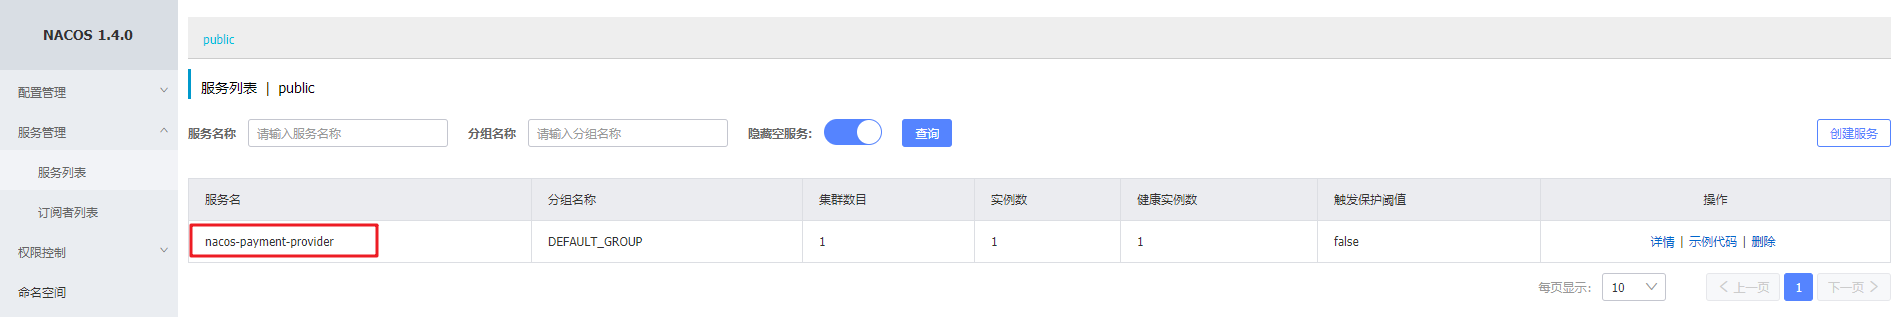 NACOS 1.4.0
配置管理
服务管理
服务列表
订阅者列表
权限控制
命名空间
public
服务列表 | public
服务名称 请输入服务名称 分组名称 请输入分组名称 隐藏空服务: 查询 创建服务
服务名 分组名称 集群数目 实例数 健康实例数 触发保护阈值 操作
nacos-payment-provider DEFAULT_GROUP 1 1 1 false 详情 | 示例代码 | 删除
每页显示: 10 上一页 1 下一页